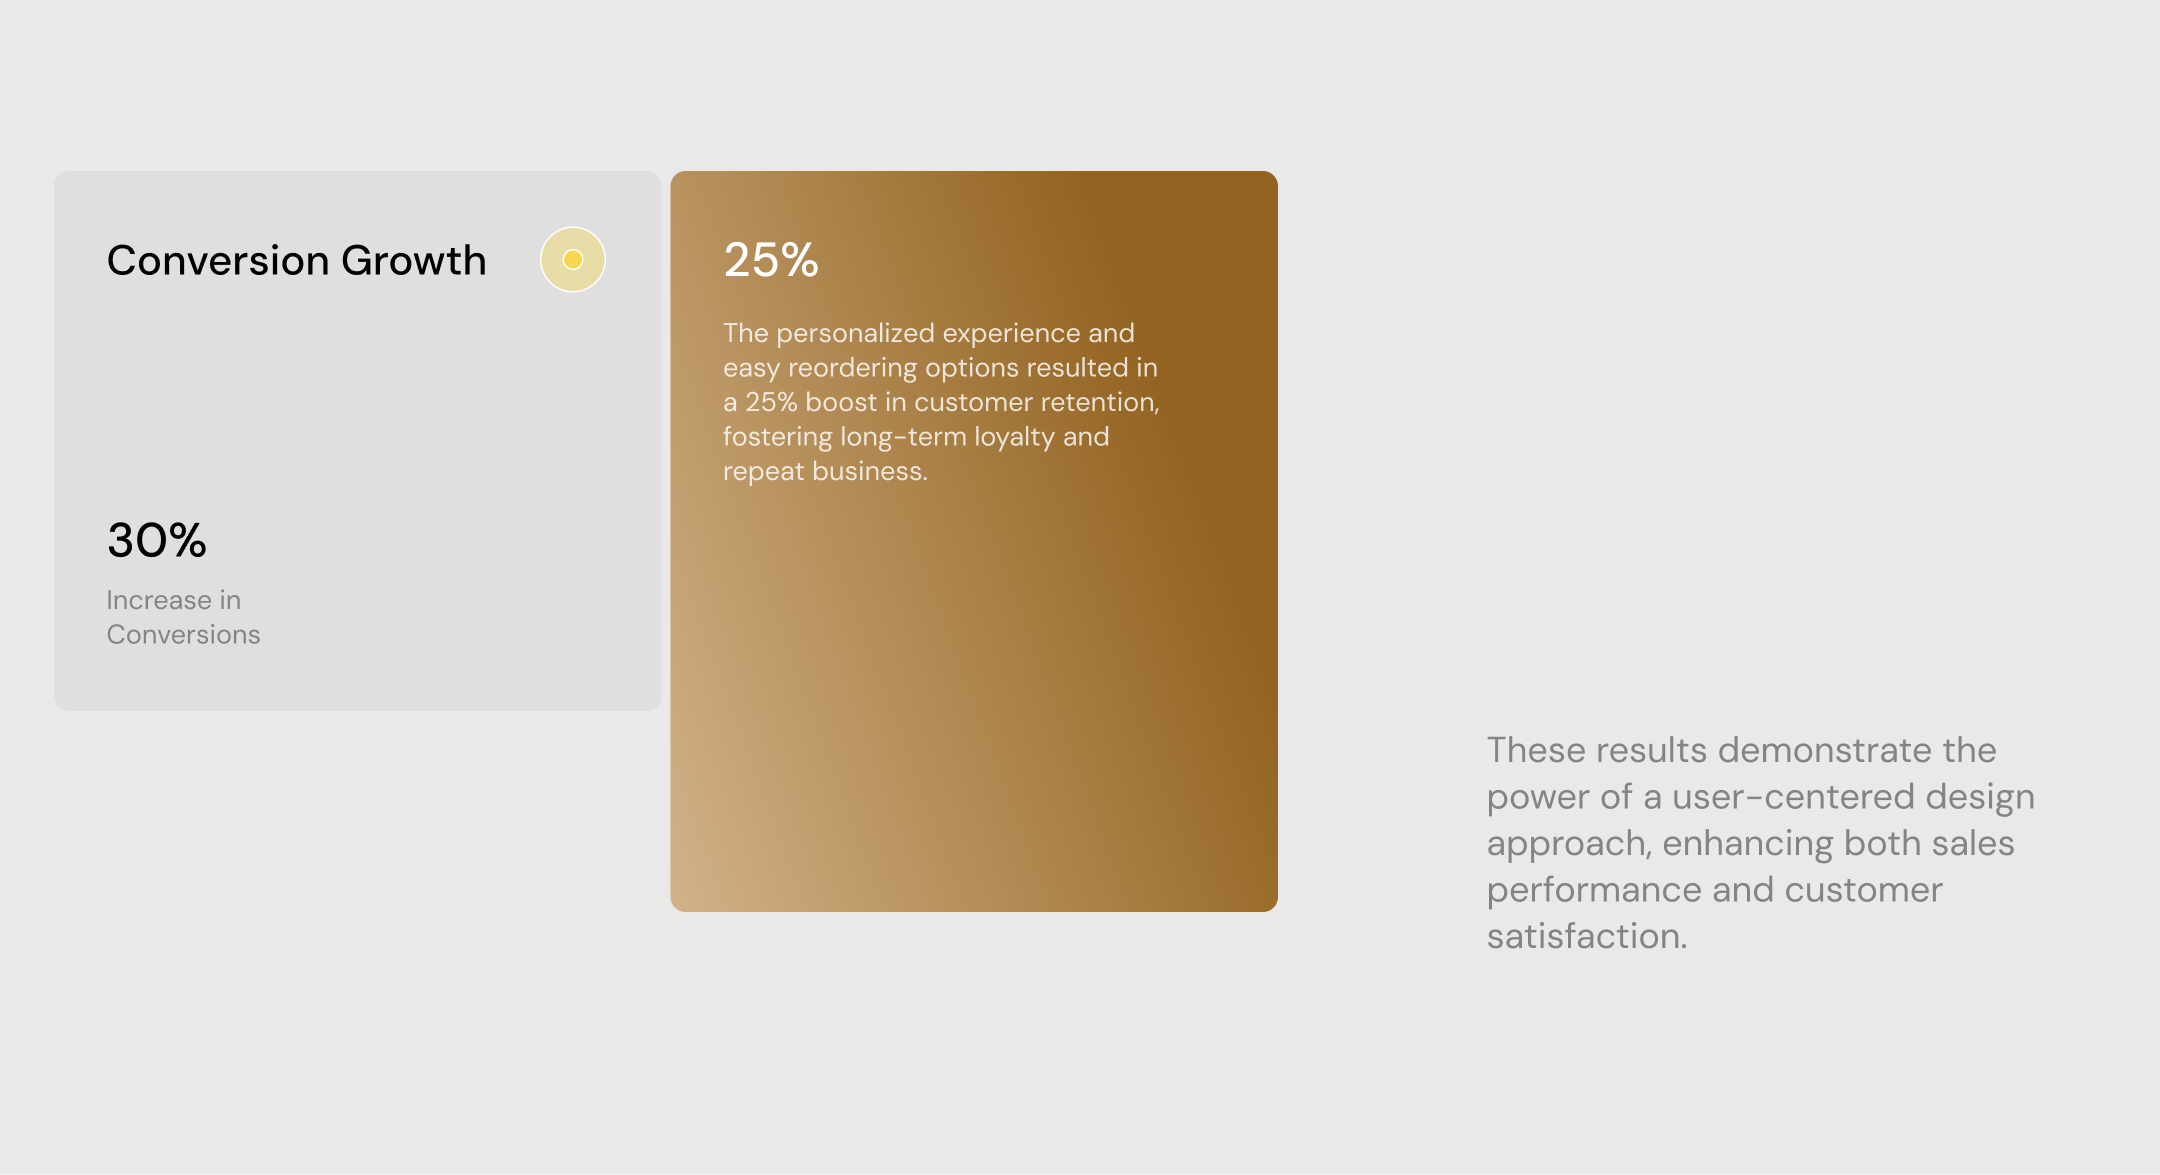 Conversion Growth
30%
Increase in
Conversions
25%
The personalized experience and
easy reordering options resulted in
a 25% boost in customer retention,
fostering long-term loyalty and
repeat business.
These results demonstrate the
power of a user-centered design
approach, enhancing both sales
performance and customer
satisfaction.